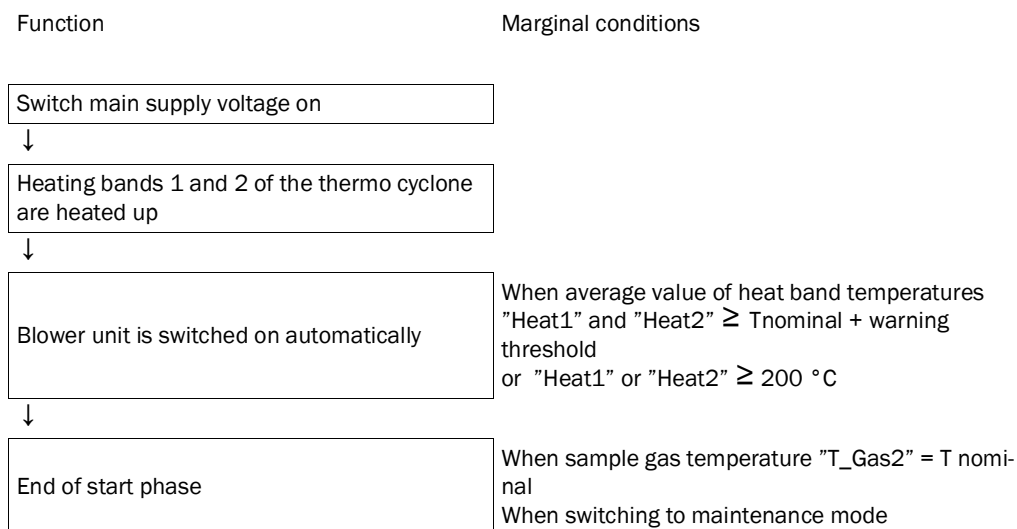 Function
Marginal conditions
Switch main supply voltage on
↓
Heating bands 1 and 2 of the thermo cyclone
are heated up
↓
Blower unit is switched on automatically
When average value of heat band temperatures
”Heat1” and ”Heat2” ≥ Tnominal + warning
threshold
or ”Heat1” or ”Heat2” ≥ 200 °C
↓
End of start phase
When sample gas temperature ”T_Gas2” = T nomi-
nal
When switching to maintenance mode